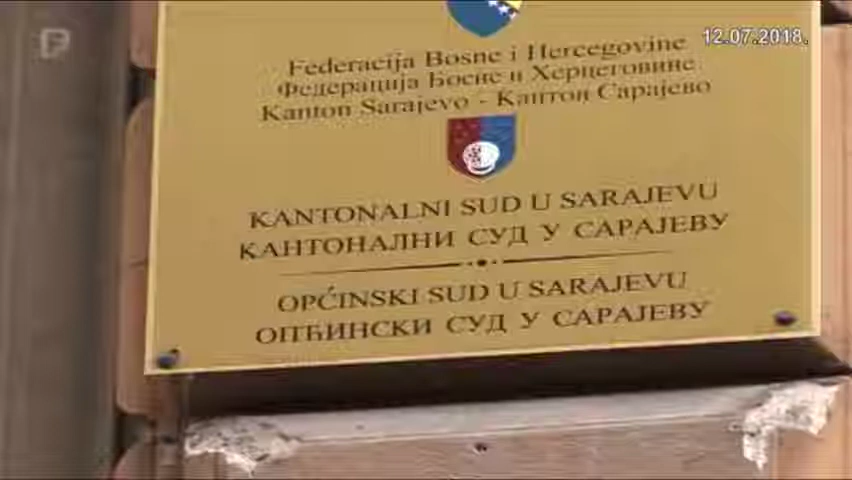 P
12.07.2018.
Federacija Bosne i Hercegovine
Федерација Босне и Херцеговине
Kanton Sarajevo - Кантон Сарајево
KANTONALNI SUD U SARAJEVU
КАНТОНАЛНИ СУД У САРАЈЕВУ
OPĆINSKI SUD U SARAJEVU
ОПЋИНСКИ СУД У САРАЈЕВУ